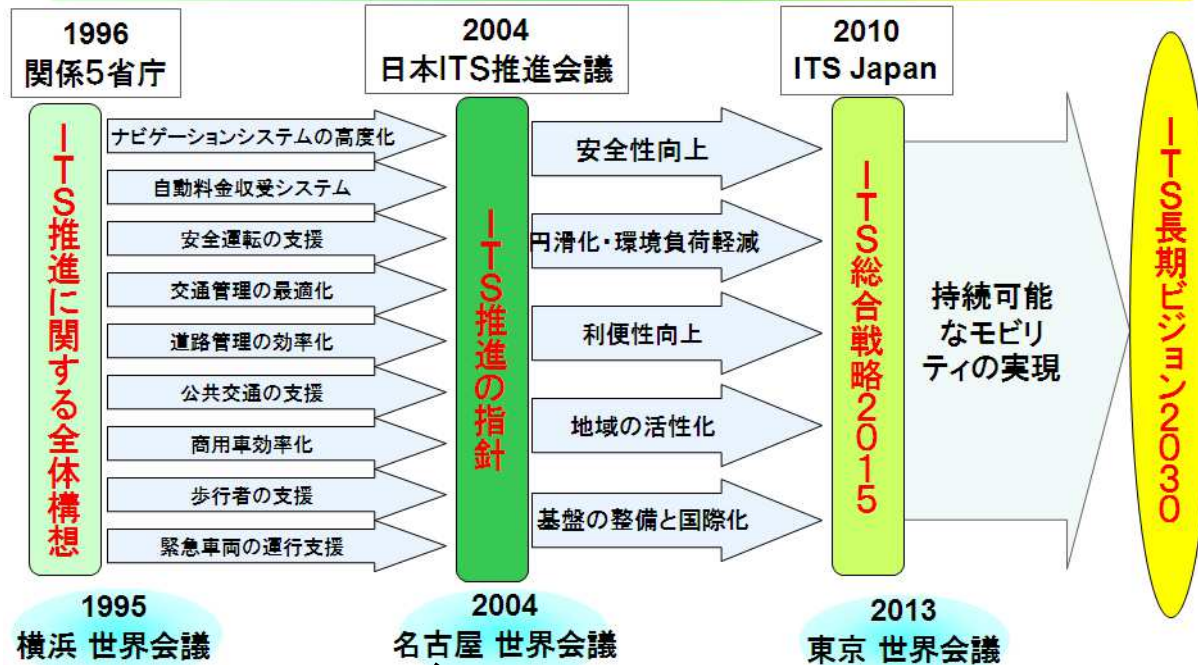 1996
関係5省庁
2004
日本ITS推進会議
2010
ITS Japan
ITS推進に関する全体構想
ナビゲーションシステムの高度化
自動料金収受システム
安全運転の支援
交通管理の最適化
道路管理の効率化
公共交通の支援
商用車効率化
歩行者の支援
緊急車両の運行支援
ITS推進の指針
安全性向上
円滑化・環境負荷軽減
利便性向上
地域の活性化
基盤の整備と国際化
ITS総合戦略2015
持続可能
なモビリ
ティの実現
ITS長期ビジョン2030
1995
横浜 世界会議
2004
名古屋 世界会議
2013
東京 世界会議